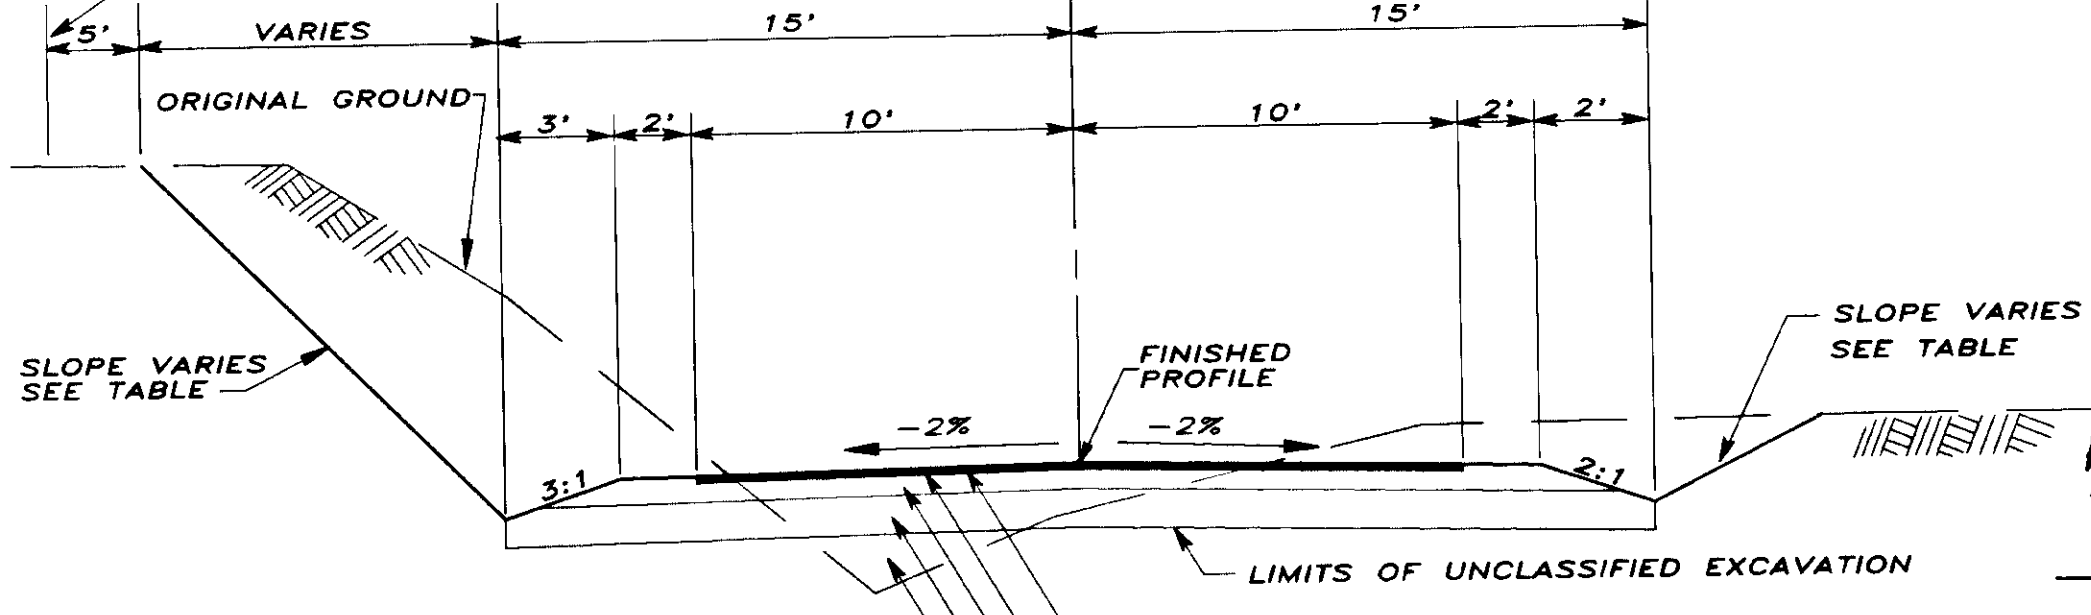 5'
VARIES
15'
15'
ORIGINAL GROUND
3'
2'
10'
10'
2'
2'
SLOPE VARIES
SEE TABLE
FINISHED
PROFILE
SLOPE VARIES
SEE TABLE
-2%
-2%
3:1
2:1
LIMITS OF UNCLASSIFIED EXCAVATION